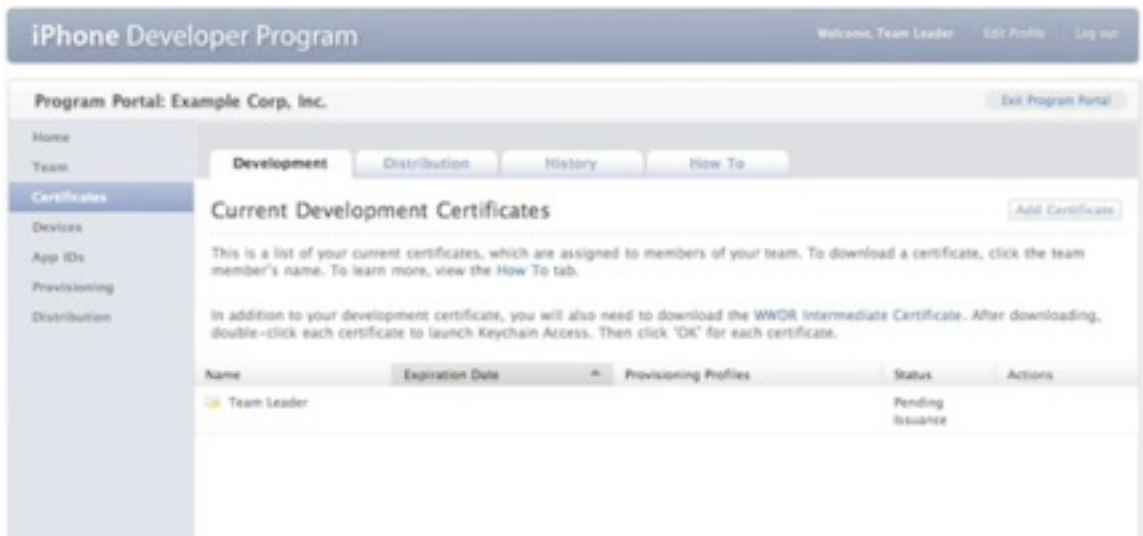 iPhone Developer Program
Welcome, Team Leader
Edit Profile
Log out
Program Portal: Example Corp, Inc.
Exit Program Portal
Home
Team
Certificates
Devices
App IDs
Provisioning
Distribution
Development
Distribution
History
How To
Current Development Certificates
Add Certificate
This is a list of your current certificates, which are assigned to members of your team. To download a certificate, click the team
member's name. To learn more, view the How To tab.
In addition to your development certificate, you will also need to download the WWDR Intermediate Certificate. After downloading,
double-click each certificate to launch Keychain Access. Then click "OK" for each certificate.
Name Expiration Date Provisioning Profiles Status Actions
Team Leader Pending
Issuance